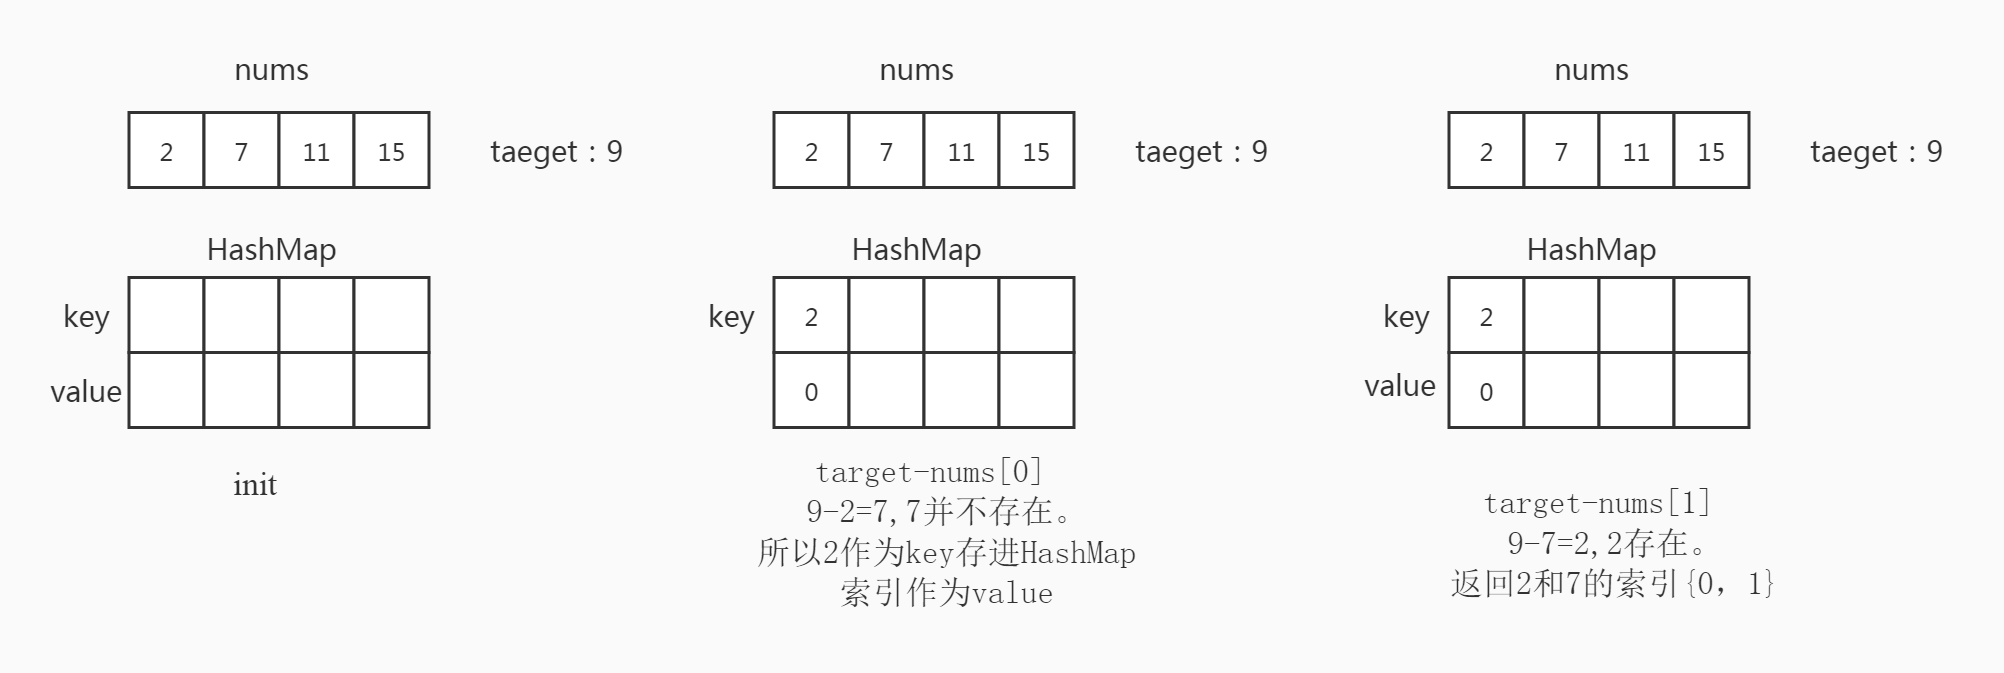 nums
2 7 11 15 taeget : 9
HashMap
key
value
init
nums
2 7 11 15 taeget : 9
HashMap
key 2
0
target-nums[0]
9-2=7,7并不存在。
所以2作为key存进HashMap
索引作为value
nums
2 7 11 15 taeget : 9
HashMap
key 2
value 0
target-nums[1]
9-7=2,2存在。
返回2和7的索引{0，1}